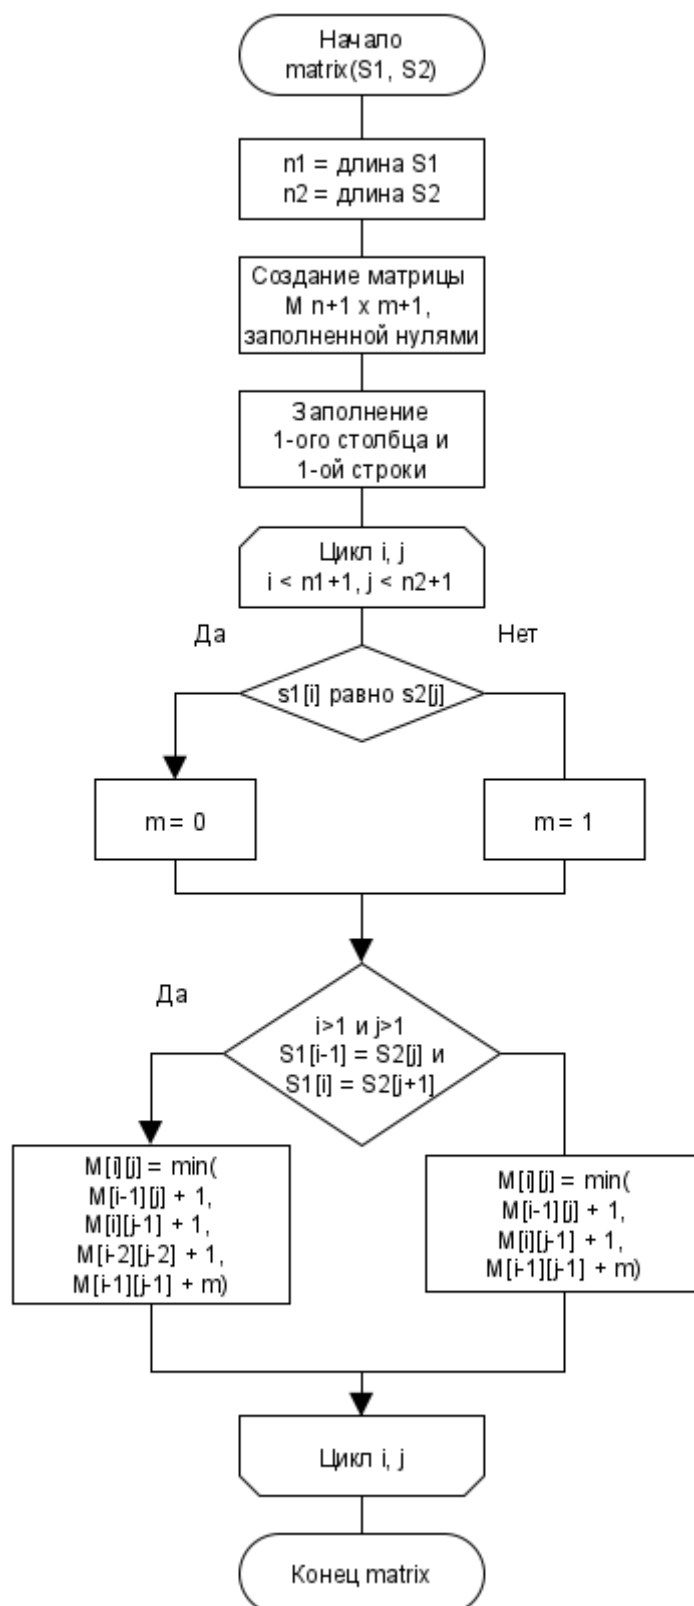 Начало
matrix(S1, S2)
n1 = длина S1
n2 = длина S2
Создание матрицы
M n+1 x m+1,
заполненной нулями
Заполнение
1-ого столбца и
1-ой строки
Цикл i, j
i < n1+1, j < n2+1
Да
Нет
s1[i] равно s2[j]
m = 0
m = 1
Да
i>1 и j>1
S1[i-1] = S2[j] и
S1[i] = S2[j+1]
M[i][j] = min(
M[i-1][j] + 1,
M[i][j-1] + 1,
M[i-2][j-2] + 1,
M[i-1][j-1] + m)
M[i][j] = min(
M[i-1][j] + 1,
M[i][j-1] + 1,
M[i-1][j-1] + m)
Цикл i, j
Конец matrix